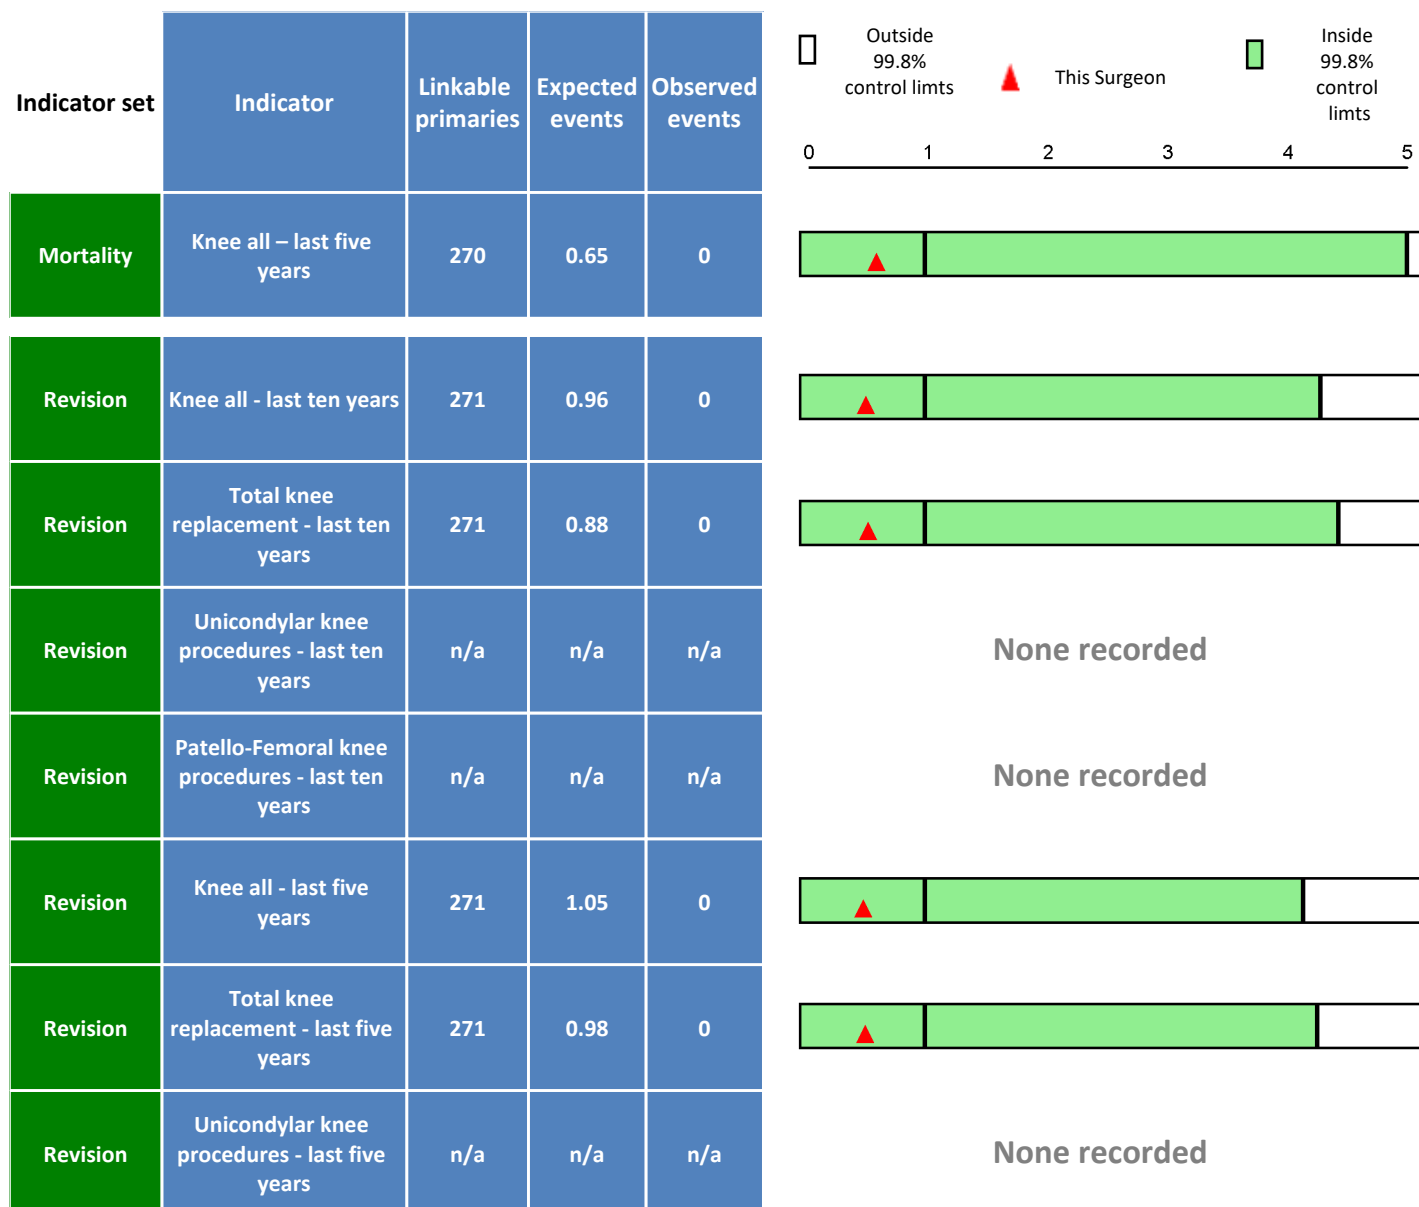 Indicator set
Indicator
Linkable
primaries
Expected
events
Observed
events
Outside
99.8%
control limts
This Surgeon
Inside
99.8%
control
limts
0 1 2 3 4 5
Mortality
Knee all – last five
years
270
0.65
0
Revision
Knee all - last ten years
271
0.96
0
Revision
Total knee
replacement - last ten
years
271
0.88
0
Revision
Unicondylar knee
procedures - last ten
years
n/a
n/a
n/a
None recorded
Revision
Patello-Femoral knee
procedures - last ten
years
n/a
n/a
n/a
None recorded
Revision
Knee all - last five
years
271
1.05
0
Revision
Total knee
replacement - last five
years
271
0.98
0
Revision
Unicondylar knee
procedures - last five
years
n/a
n/a
n/a
None recorded